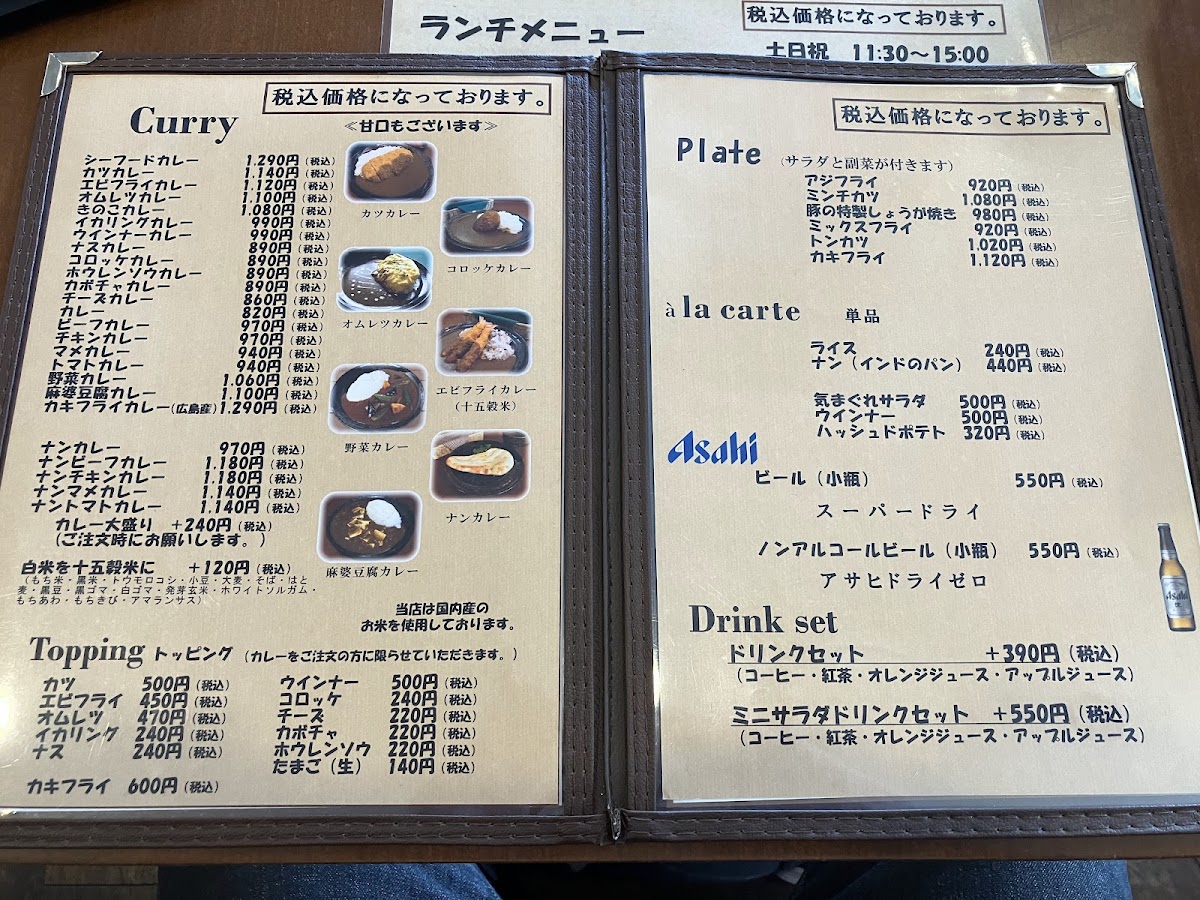 ランチメニュー
税込価格になっております。
土日祝 11:30～15:00
税込価格になっております。
Curry
≪甘口もございます≫
シーフードカレー 1.290円(税込)
カツカレー 1.140円(税込)
エビフライカレー 1.120円(税込)
オムレツカレー 1.100円(税込)
きのこカレー 1.080円(税込)
イカリングカレー 990円(税込)
ウインナーカレー 990円(税込)
ナスカレー 890円(税込)
コロッケカレー 890円(税込)
ホウレンソウカレー 890円(税込)
カボチャカレー 890円(税込)
チーズカレー 860円(税込)
カレー 820円(税込)
ビーフカレー 970円(税込)
チキンカレー 970円(税込)
マメカレー 940円(税込)
トマトカレー 940円(税込)
野菜カレー 1.060円(税込)
麻婆豆腐カレー 1.100円(税込)
カキフライカレー(広島産) 1.290円(税込)
ナンカレー 970円(税込)
ナンビーフカレー 1.180円(税込)
ナンチキンカレー 1.180円(税込)
ナンマメカレー 1.140円(税込)
ナントマトカレー 1.140円(税込)
カレー大盛り +240円(税込)
(ご注文時にお願いします。)
白米を十五穀米に +120円(税込)
(もち米・黒米・トウモロコシ・小豆・大麦・そば・はと
麦・黒豆・黒ゴマ・白ゴマ・発芽玄米・ホワイトソルガム・
もちあわ・もちきび・アマランサス)
カツカレー
コロッケカレー
オムレツカレー
エビフライカレー
(十五穀米)
野菜カレー
ナンカレー
麻婆豆腐カレー
当店は国内産の
お米を使用しております。
Topping トッピング (カレーをご注文の方に限らせていただきます。)
カツ 500円(税込)
エビフライ 450円(税込)
オムレツ 470円(税込)
イカリング 240円(税込)
ナス 240円(税込)
カキフライ 600円(税込)
ウインナー 500円(税込)
コロッケ 240円(税込)
チーズ 220円(税込)
カボチャ 220円(税込)
ホウレンソウ 220円(税込)
たまご(生) 140円(税込)
税込価格になっております。
Plate (サラダと副菜が付きます)
アジフライ 920円(税込)
ミンチカツ 1.080円(税込)
豚の特製しょうが焼き 980円(税込)
ミックスフライ 920円(税込)
トンカツ 1.020円(税込)
カキフライ 1.120円(税込)
à la carte 単品
ライス 240円(税込)
ナン(インドのパン) 440円(税込)
気まぐれサラダ 500円(税込)
ウインナー 500円(税込)
ハッシュドポテト 320円(税込)
Asahi
ビール(小瓶) 550円(税込)
スーパードライ
ノンアルコールビール(小瓶) 550円(税込)
アサヒドライゼロ
Asahi
Drink set
ドリンクセット +390円(税込)
(コーヒー・紅茶・オレンジジュース・アップルジュース)
ミニサラダドリンクセット +550円(税込)
(コーヒー・紅茶・オレンジジュース・アップルジュース)